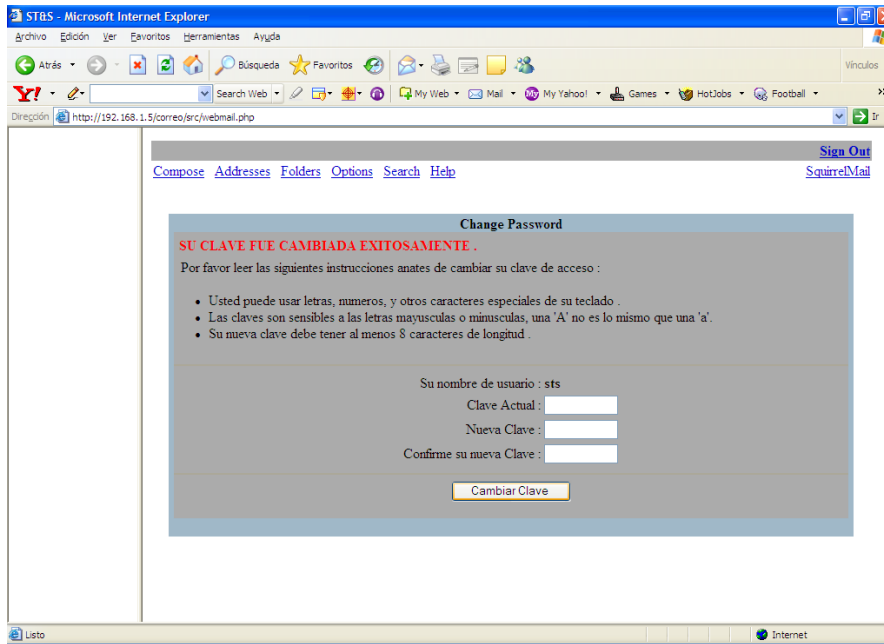 ST&S - Microsoft Internet Explorer
Archivo Edición Ver Favoritos Herramientas Ayuda
Atrás Búsqueda Favoritos Vínculos
Y! Search Web My Web Mail My Yahoo! Games HotJobs Football »
Dirección http://192.168.1.5/correo/src/webmail.php Ir
Sign Out
Compose Addresses Folders Options Search Help SquirrelMail
Change Password
SU CLAVE FUE CAMBIADA EXITOSAMENTE .
Por favor leer las siguientes instrucciones anates de cambiar su clave de acceso :
• Usted puede usar letras, numeros, y otros caracteres especiales de su teclado .
• Las claves son sensibles a las letras mayusculas o minusculas, una 'A' no es lo mismo que una 'a'.
• Su nueva clave debe tener al menos 8 caracteres de longitud .
Su nombre de usuario : sts
Clave Actual :
Nueva Clave :
Confirme su nueva Clave :
Cambiar Clave
Listo Internet